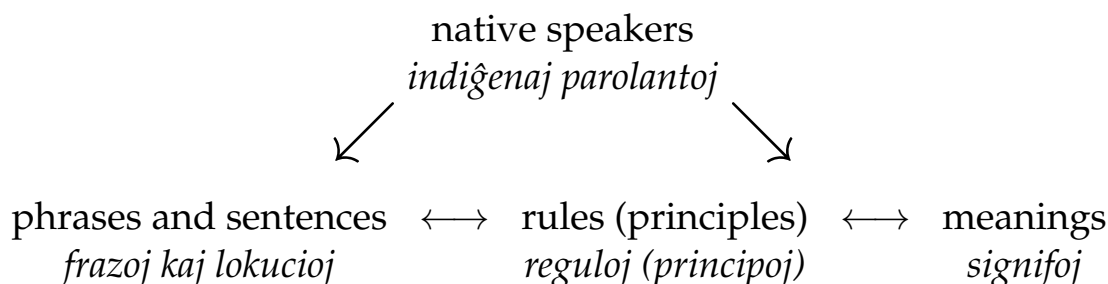 native speakers
indiĝenaj parolantoj
phrases and sentences ⟷ rules (principles) ⟷ meanings
frazoj kaj lokucioj reguloj (principoj) signifoj